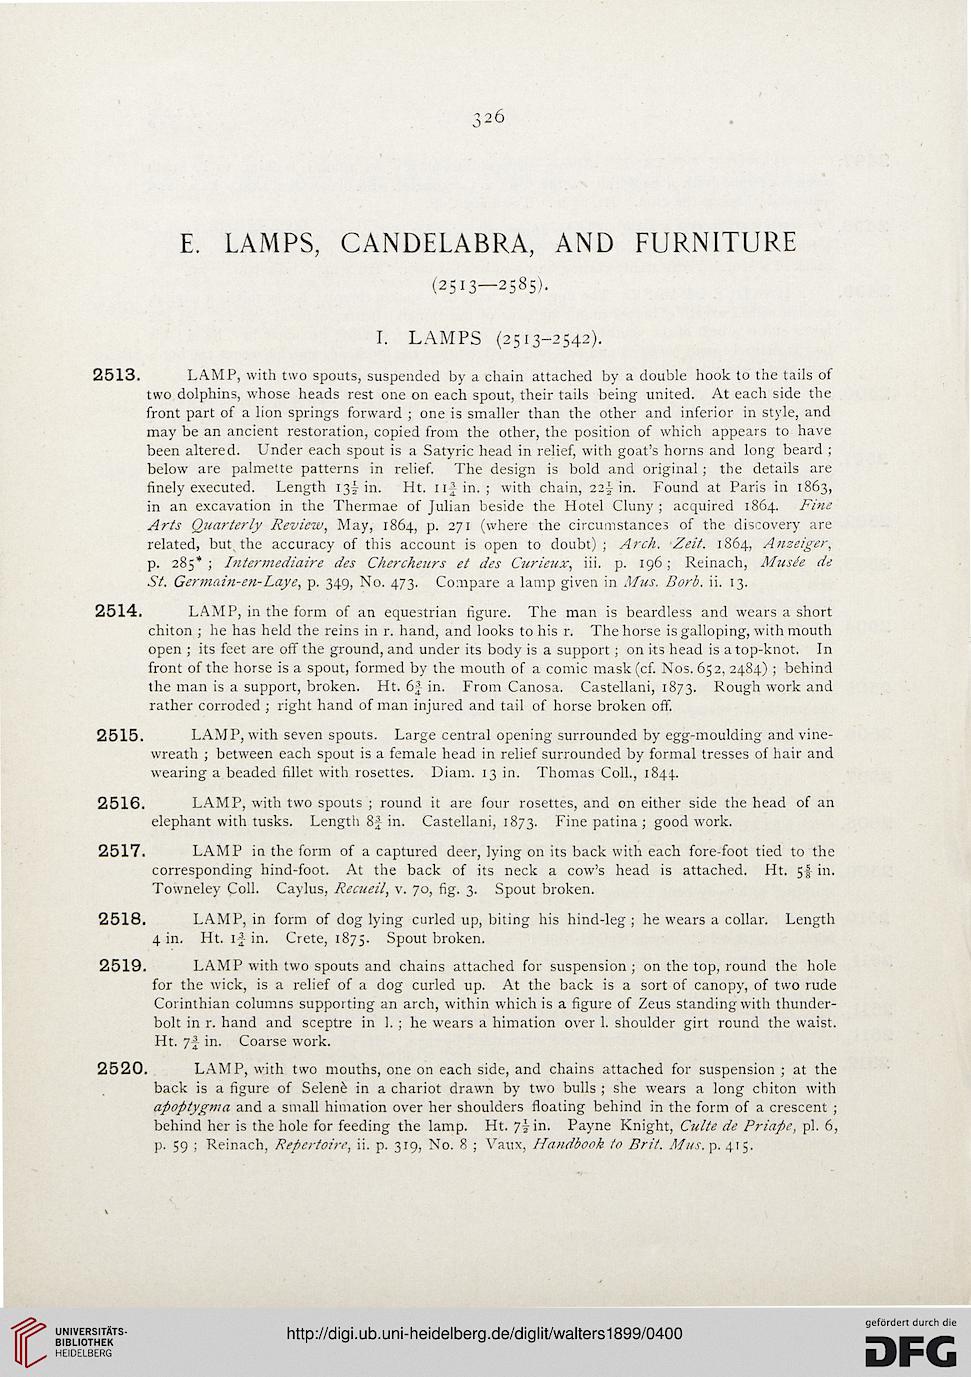 326
E. LAMPS, CANDELABRA, AND FURNITURE
(2513—2585).
I. LAMPS (2513-2542).
2513. LAMP, with two spouts, suspended by a chain attached by a double hook to the tails of
two dolphins, whose heads rest one on each spout, their tails being united. At each side the
front part of a lion springs forward ; one is smaller than the other and inferior in style, and
may be an ancient restoration, copied from the other, the position of which appears to have
been altered. Under each spout is a Satyric head in relief, with goat's horns and long beard ;
below are palmette patterns in relief. The design is bold and original ; the details are
finely executed. Length 13½ in. Ht. 11¾ in. ; with chain, 22½ in. Found at Paris in 1863,
in an excavation in the Thermae of Julian beside the Hotel Cluny ; acquired 1864. Fine
Arts Quarterly Review, May, 1864, p. 271 (where the circumstances of the discovery are
related, but the accuracy of this account is open to doubt) ; Arch. Zeit. 1864, Anzeiger,
p. 285* ; Intermediaire des Chercheurs et des Curieux, iii. p. 196 ; Reinach, Musée de
St. Germain-en-Laye, p. 349, No. 473. Compare a lamp given in Mus. Borb. ii. 13.
2514. LAMP, in the form of an equestrian figure. The man is beardless and wears a short
chiton ; he has held the reins in r. hand, and looks to his r. The horse is galloping, with mouth
open ; its feet are off the ground, and under its body is a support ; on its head is a top-knot. In
front of the horse is a spout, formed by the mouth of a comic mask (cf. Nos. 652, 2484) ; behind
the man is a support, broken. Ht. 6¾ in. From Canosa. Castellani, 1873. Rough work and
rather corroded ; right hand of man injured and tail of horse broken off.
2515. LAMP, with seven spouts. Large central opening surrounded by egg-moulding and vine-
wreath ; between each spout is a female head in relief surrounded by formal tresses of hair and
wearing a beaded fillet with rosettes. Diam. 13 in. Thomas Coll., 1844.
2516. LAMP, with two spouts ; round it are four rosettes, and on either side the head of an
elephant with tusks. Length 8¾ in. Castellani, 1873. Fine patina ; good work.
2517. LAMP in the form of a captured deer, lying on its back with each fore-foot tied to the
corresponding hind-foot. At the back of its neck a cow's head is attached. Ht. 5⅝ in.
Towneley Coll. Caylus, Recueil, v. 70, fig. 3. Spout broken.
2518. LAMP, in form of dog lying curled up, biting his hind-leg ; he wears a collar. Length
4 in. Ht. 1¾ in. Crete, 1875. Spout broken.
2519. LAMP with two spouts and chains attached for suspension ; on the top, round the hole
for the wick, is a relief of a dog curled up. At the back is a sort of canopy, of two rude
Corinthian columns supporting an arch, within which is a figure of Zeus standing with thunder-
bolt in r. hand and sceptre in l. ; he wears a himation over l. shoulder girt round the waist.
Ht. 7¾ in. Coarse work.
2520. LAMP, with two mouths, one on each side, and chains attached for suspension ; at the
back is a figure of Selenè in a chariot drawn by two bulls ; she wears a long chiton with
apoptygma and a small himation over her shoulders floating behind in the form of a crescent ;
behind her is the hole for feeding the lamp. Ht. 7½ in. Payne Knight, Culte de Priape, pl. 6,
p. 59 ; Reinach, Repertoire, ii. p. 319, No. 8 ; Vaux, Handbook to Brit. Mus. p. 415.
UNIVERSITÄTS-
BIBLIOTHEK
HEIDELBERG
http://digi.ub.uni-heidelberg.de/diglit/walters1899/0400
gefördert durch die
DFG